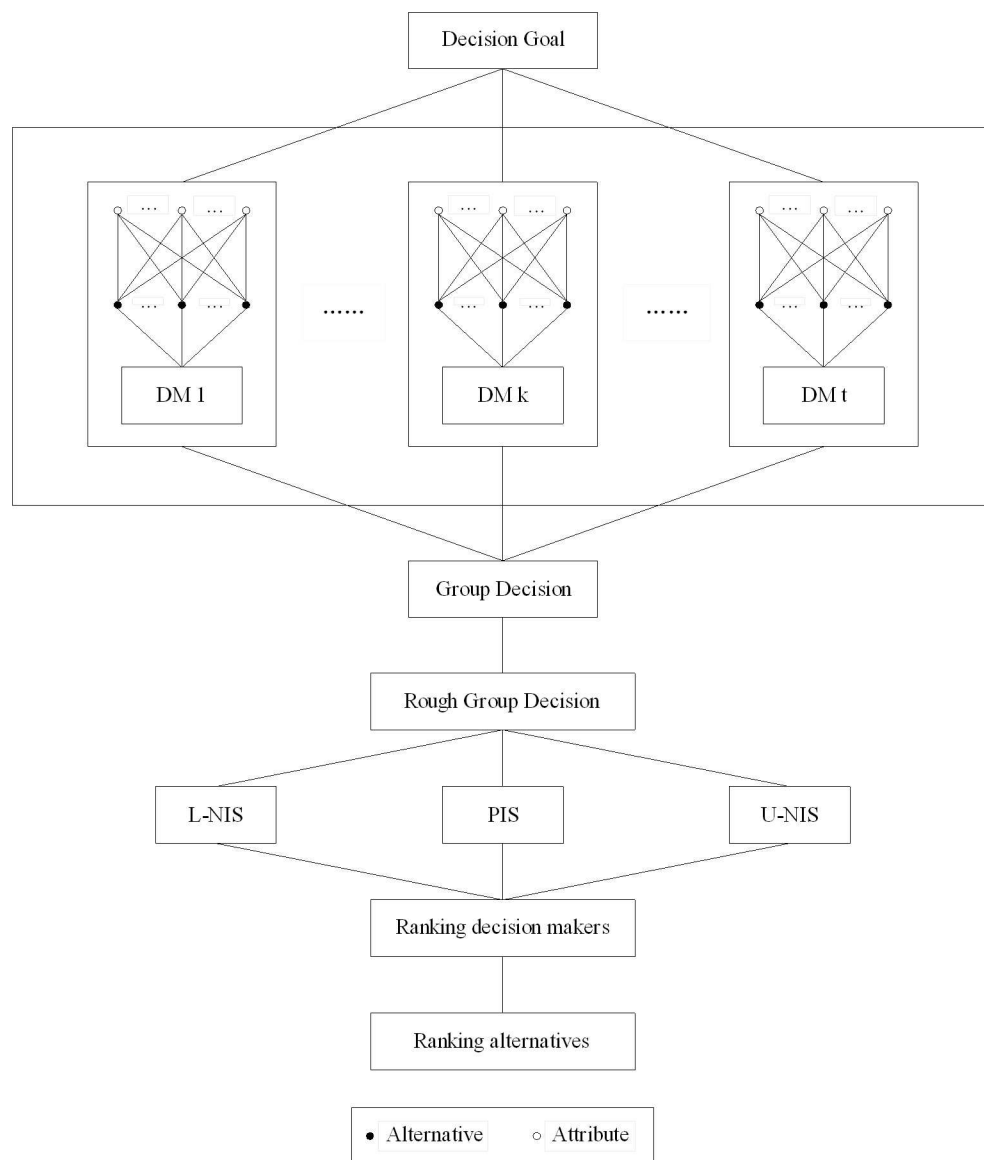 Decision Goal
... ... ... ... ... ...
... ... ... ... ... ...
...... ......
DM 1 DM k DM t
Group Decision
Rough Group Decision
L-NIS PIS U-NIS
Ranking decision makers
Ranking alternatives
Alternative Attribute